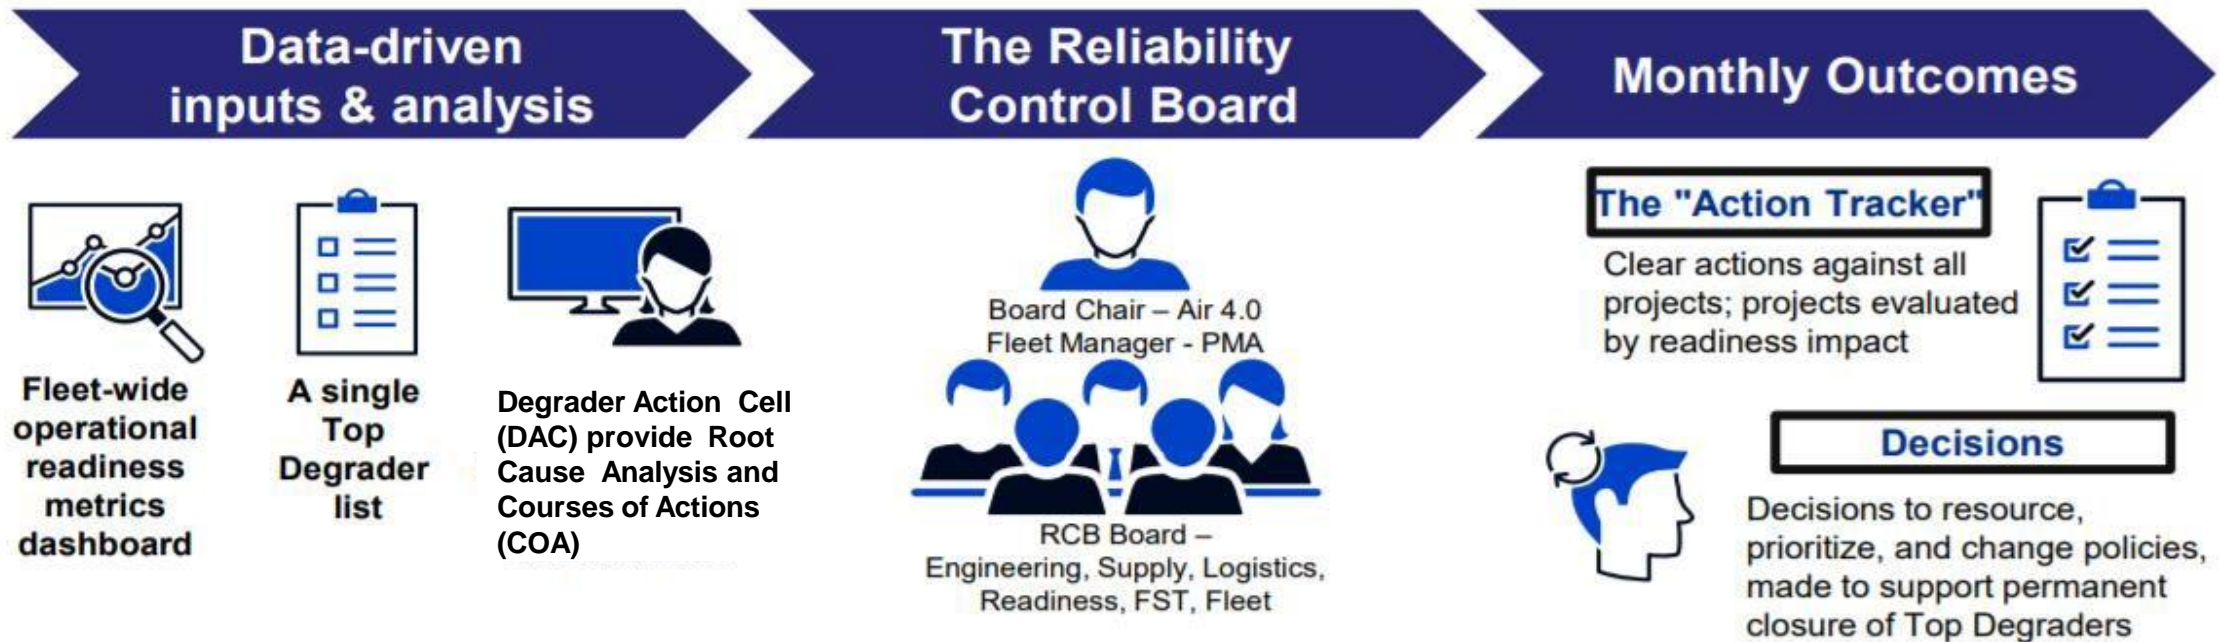 Data-driven
inputs & analysis
The Reliability
Control Board
Monthly Outcomes
Fleet-wide
operational
readiness
metrics
dashboard
A single
Top
Degrader
list
Degrader Action Cell
(DAC) provide Root
Cause Analysis and
Courses of Actions
(COA)
Board Chair – Air 4.0
Fleet Manager - PMA
RCB Board –
Engineering, Supply, Logistics,
Readiness, FST, Fleet
The "Action Tracker"
Clear actions against all
projects; projects evaluated
by readiness impact
Decisions
Decisions to resource,
prioritize, and change policies,
made to support permanent
closure of Top Degraders